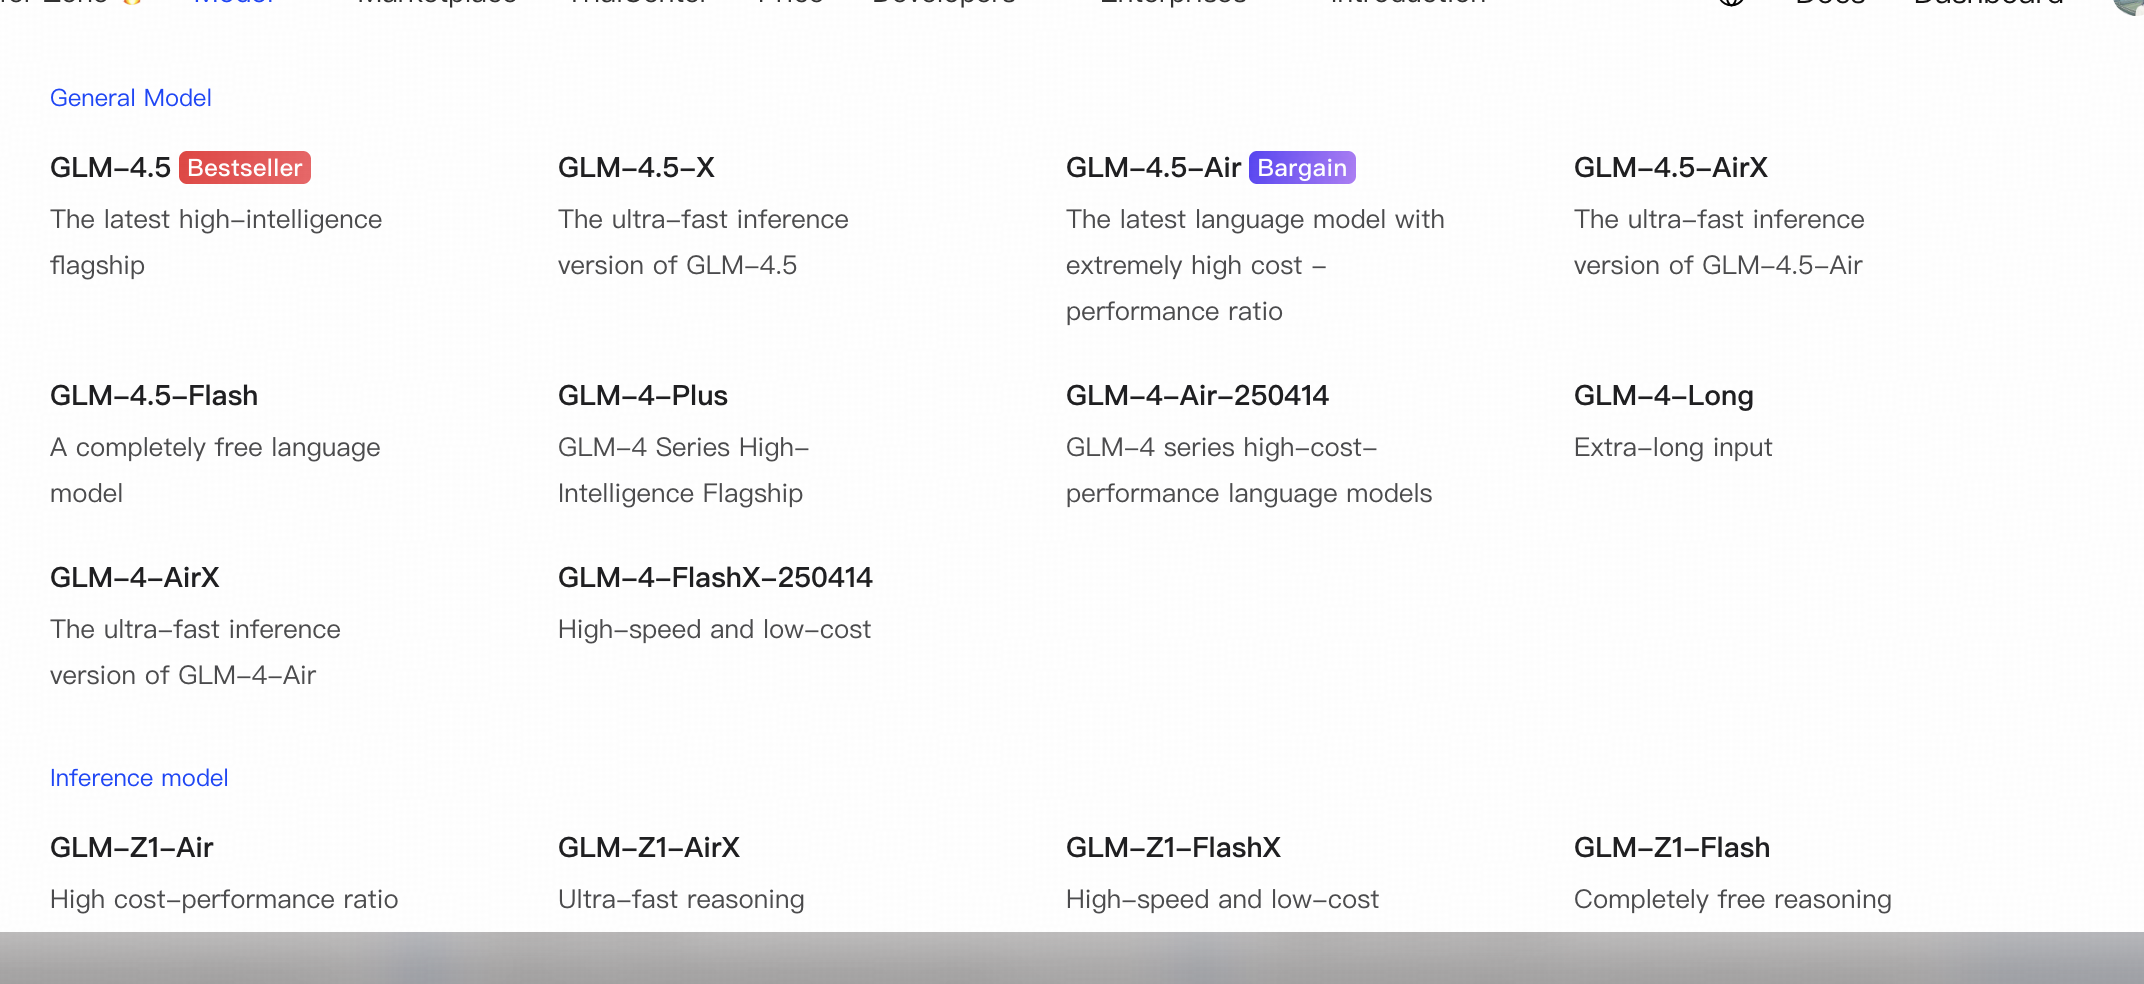 Model Marketplace TrialCenter Price Developers Enterprises Introduction Docs Dashboard
General Model
GLM-4.5 Bestseller
The latest high-intelligence
flagship
GLM-4.5-X
The ultra-fast inference
version of GLM-4.5
GLM-4.5-Air Bargain
The latest language model with
extremely high cost -
performance ratio
GLM-4.5-AirX
The ultra-fast inference
version of GLM-4.5-Air
GLM-4.5-Flash
A completely free language
model
GLM-4-Plus
GLM-4 Series High-
Intelligence Flagship
GLM-4-Air-250414
GLM-4 series high-cost-
performance language models
GLM-4-Long
Extra-long input
GLM-4-AirX
The ultra-fast inference
version of GLM-4-Air
GLM-4-FlashX-250414
High-speed and low-cost
Inference model
GLM-Z1-Air
High cost-performance ratio
GLM-Z1-AirX
Ultra-fast reasoning
GLM-Z1-FlashX
High-speed and low-cost
GLM-Z1-Flash
Completely free reasoning